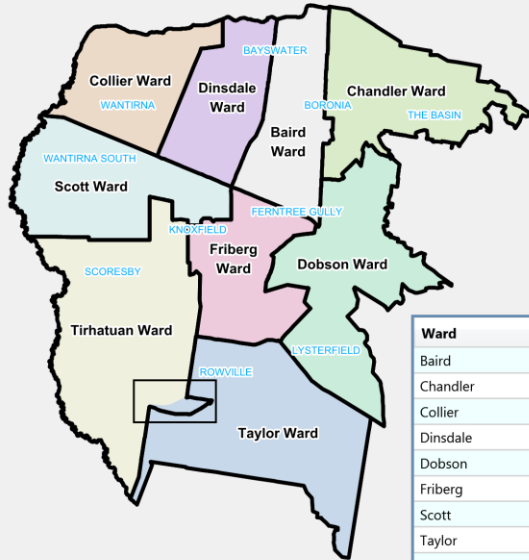 BAYSWATER
Collier Ward
Dinsdale
Ward
Chandler Ward
WANTIRNA
BORONIA
THE BASIN
Baird
Ward
WANTIRNA SOUTH
Scott Ward
FERNTREE GULLY
KNOXFIELD
Friberg
Ward
Dobson Ward
SCORESBY
Tirhatuan Ward
LYSTERFIELD
ROWVILLE
Taylor Ward
Ward
Baird
Chandler
Collier
Dinsdale
Dobson
Friberg
Scott
Taylor